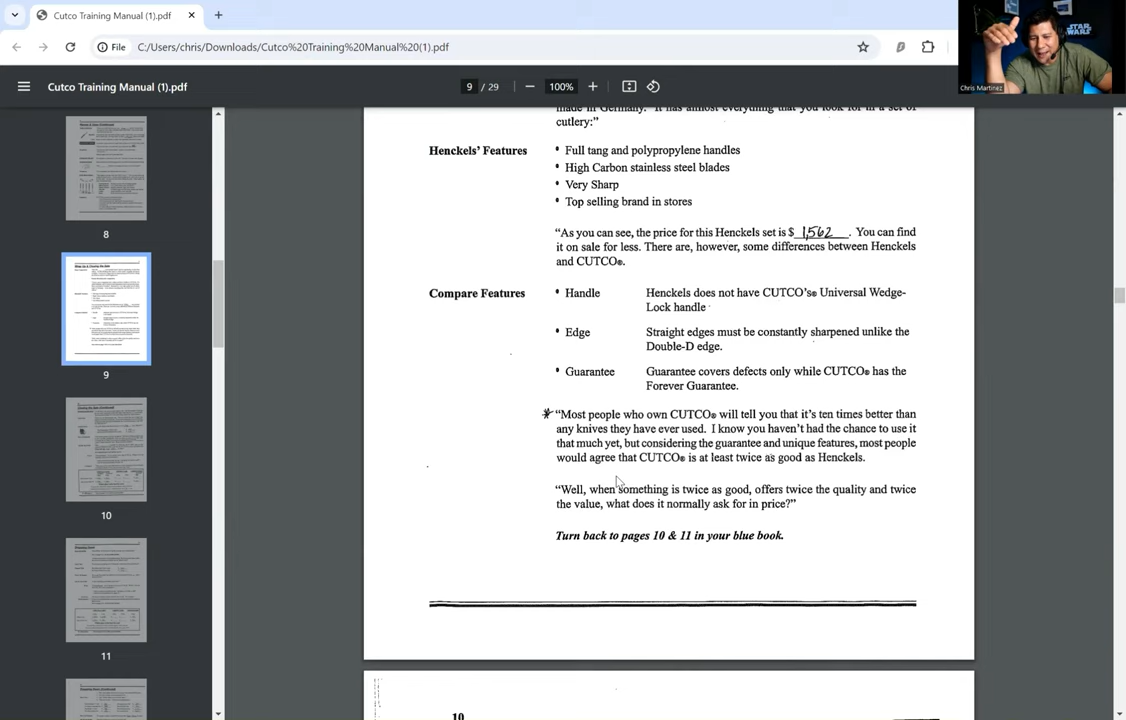 Cutco Training Manual (1).pdf
File
C:/Users/chris/Downloads/Cutco%20Training%20Manual%20(1).pdf
STAR
WARS
Chris Martinez
Cutco Training Manual (1).pdf
9 / 29
100%
8
9
10
11
made in Germany. It has almost everything that you look for in a set of
cutlery:"
Henckels' Features
• Full tang and polypropylene handles
• High Carbon stainless steel blades
• Very Sharp
• Top selling brand in stores
"As you can see, the price for this Henckels set is $ 1,562 . You can find
it on sale for less. There are, however, some differences between Henckels
and CUTCO®.
Compare Features
• Handle Henckels does not have CUTCO's® Universal Wedge-
Lock handle
• Edge Straight edges must be constantly sharpened unlike the
Double-D edge.
• Guarantee Guarantee covers defects only while CUTCO® has the
Forever Guarantee.
* "Most people who own CUTCO® will tell you that it's ten times better than
any knives they have ever used. I know you haven't had the chance to use it
that much yet, but considering the guarantee and unique features, most people
would agree that CUTCO® is at least twice as good as Henckels.
"Well, when something is twice as good, offers twice the quality and twice
the value, what does it normally ask for in price?"
Turn back to pages 10 & 11 in your blue book.
10